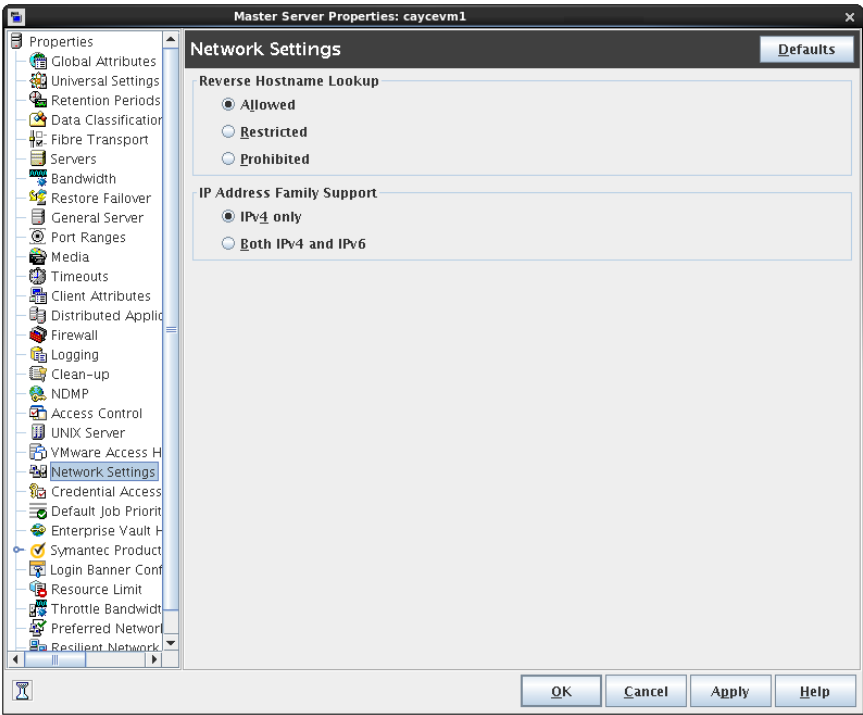 Master Server Properties: caycevm1
Properties
Global Attributes
Universal Settings
Retention Periods
Data Classification
Fibre Transport
Servers
Bandwidth
Restore Failover
General Server
Port Ranges
Media
Timeouts
Client Attributes
Distributed Applic
Firewall
Logging
Clean-up
NDMP
Access Control
UNIX Server
VMware Access H
Network Settings
Credential Access
Default Job Priorit
Enterprise Vault H
Symantec Product
Login Banner Conf
Resource Limit
Throttle Bandwidt
Preferred Networ
Resilient Network
Network Settings
Defaults
Reverse Hostname Lookup
Allowed
Restricted
Prohibited
IP Address Family Support
IPv4 only
Both IPv4 and IPv6
OK Cancel Apply Help